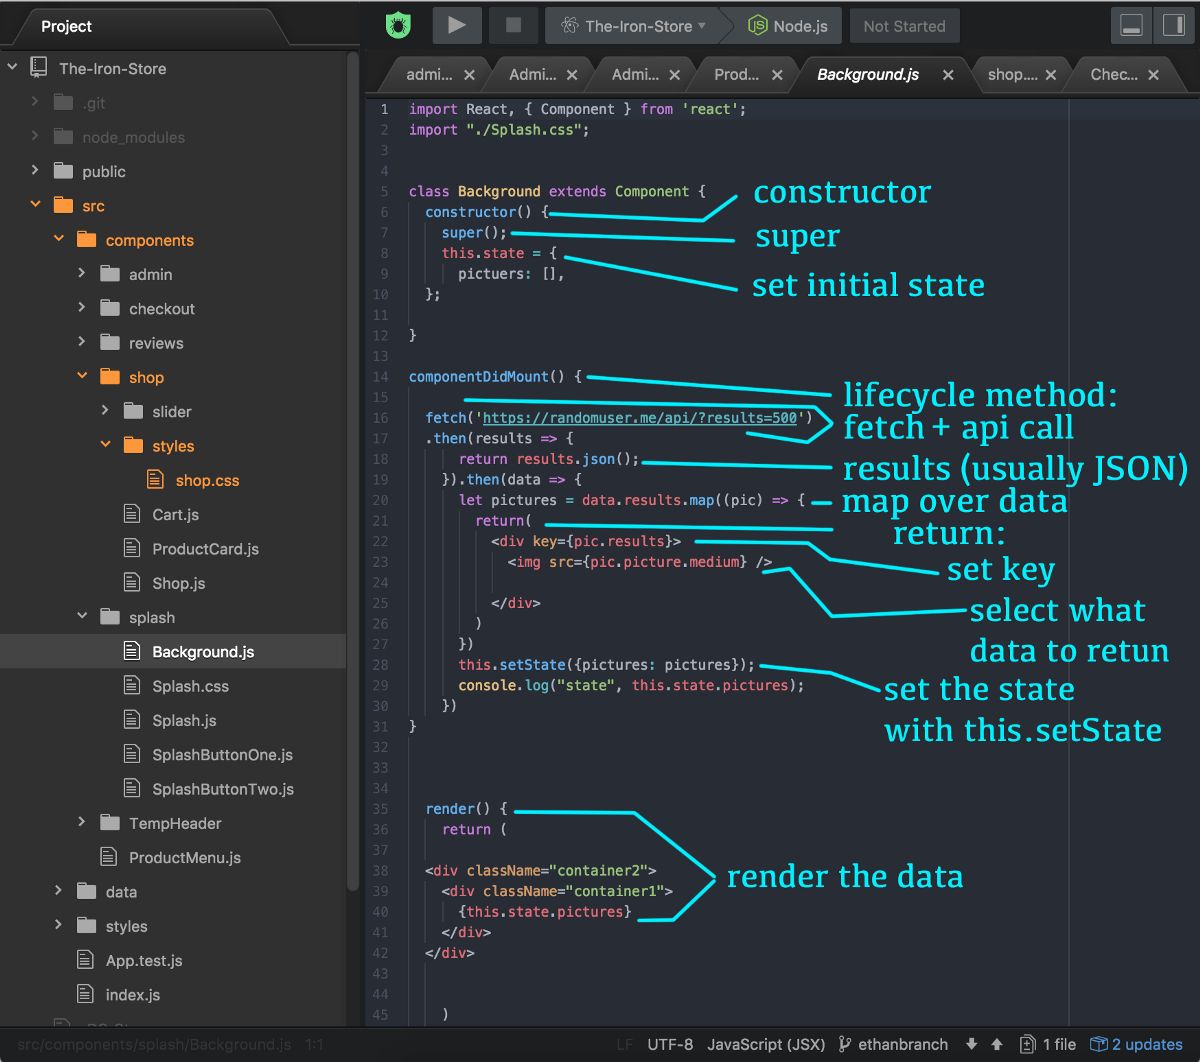 Project
The-Iron-Store
Node.js
Not Started
The-Iron-Store
.git
node_modules
public
src
components
admin
checkout
reviews
shop
slider
styles
shop.css
Cart.js
ProductCard.js
Shop.js
splash
Background.js
Splash.css
Splash.js
SplashButtonOne.js
SplashButtonTwo.js
TempHeader
ProductMenu.js
data
styles
App.test.js
index.js
admi...
Admi...
Admi...
Prod...
Background.js
shop....
Chec...
1 import React, { Component } from 'react';
2 import "./Splash.css";
3
4
5 class Background extends Component {
6 constructor() {
7 super();
8 this.state = {
9 pictuers: [],
10 };
11
12 }
13
14 componentDidMount() {
15
16 fetch('https://randomuser.me/api/?results=500')
17 .then(results => {
18 return results.json();
19 }).then(data => {
20 let pictures = data.results.map((pic) => {
21 return(
22 <div key={pic.results}>
23 <img src={pic.picture.medium} />
24
25 </div>
26 )
27 })
28 this.setState({pictures: pictures});
29 console.log("state", this.state.pictures);
30 })
31 }
32
33
34
35 render() {
36 return (
37
38 <div className="container2">
39 <div className="container1">
40 {this.state.pictures}
41 </div>
42 </div>
43
44
45 )
constructor
super
set initial state
lifecycle method:
fetch + api call
results (usually JSON)
map over data
return:
set key
select what
data to retun
set the state
with this.setState
render the data
src/components/splash/Background.js 1:1
LF UTF-8 JavaScript (JSX) ethanbranch 1 file 2 updates